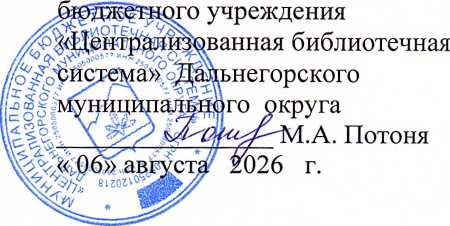 бюджетного учреждения
«Централизованная библиотечная
система» Дальнегорского
муниципального округа
М.А. Потоня
« 06» августа 2026 г.